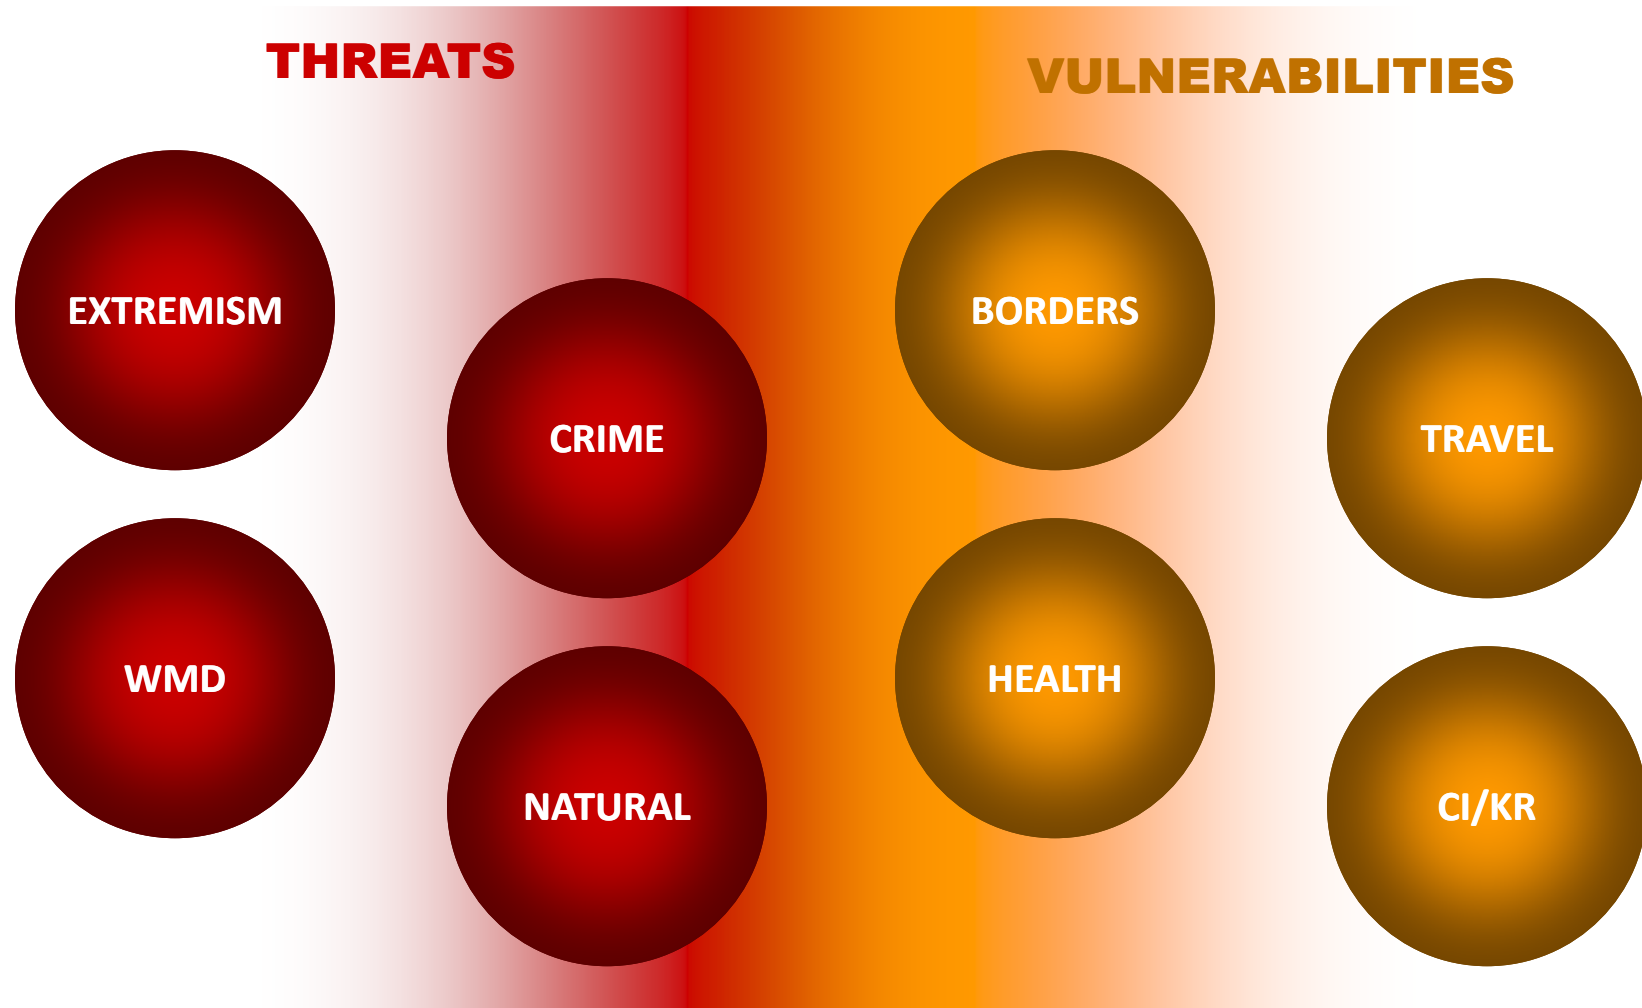 THREATS
VULNERABILITIES
EXTREMISM
CRIME
WMD
NATURAL
BORDERS
TRAVEL
HEALTH
CI/KR